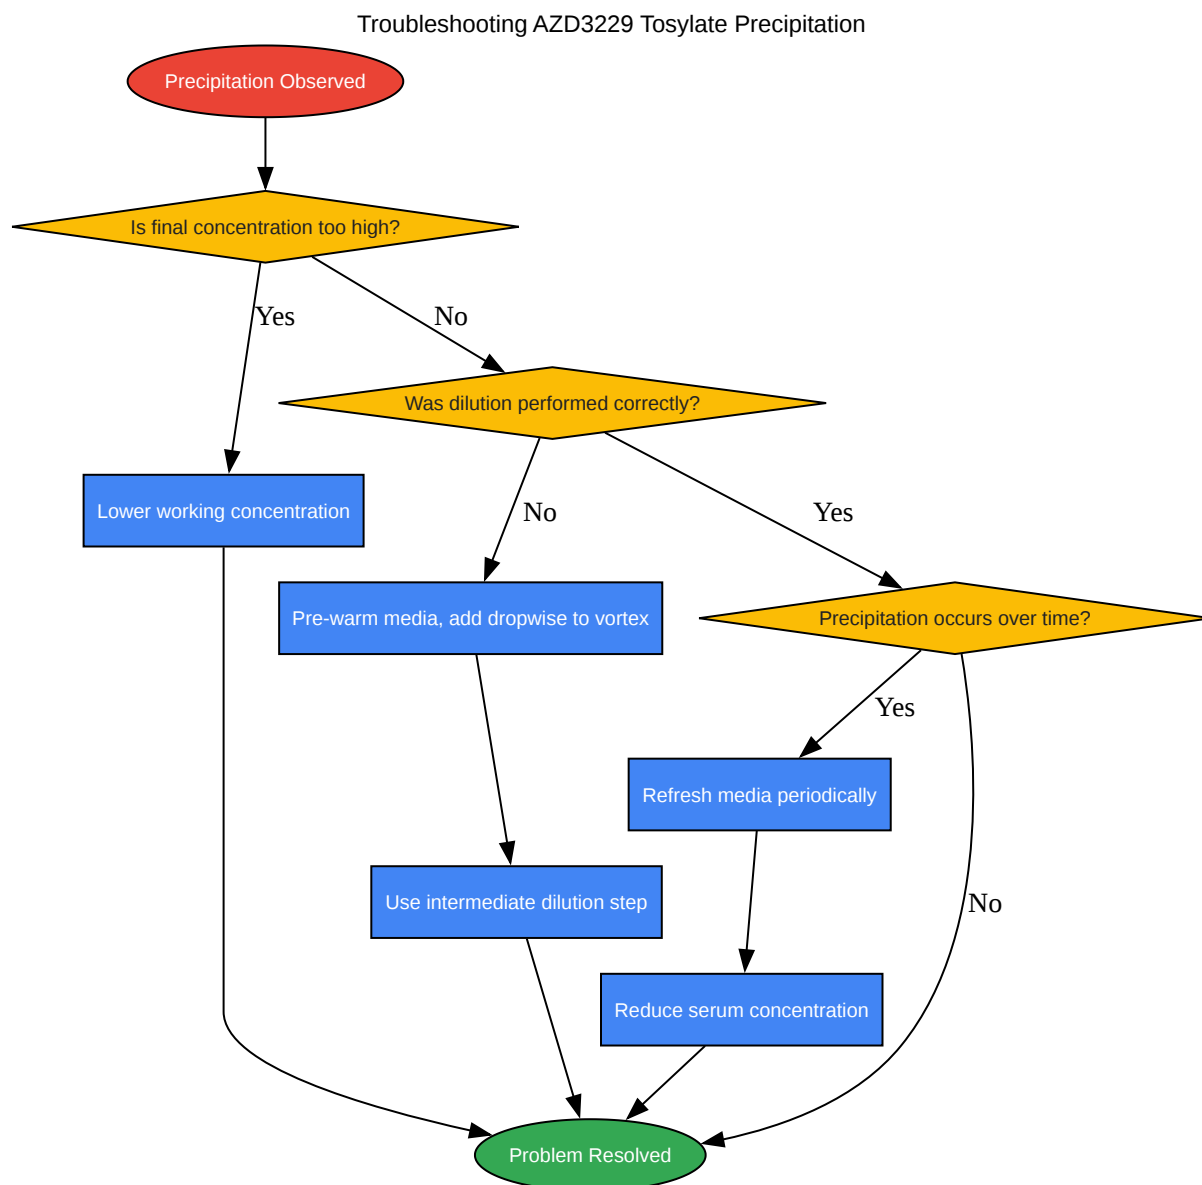 Troubleshooting AZD3229 Tosylate Precipitation
Precipitation Observed
Is final concentration too high?
Yes
No
Was dilution performed correctly?
Lower working concentration
No
Yes
Pre-warm media, add dropwise to vortex
Precipitation occurs over time?
Yes
Refresh media periodically
Use intermediate dilution step
No
Reduce serum concentration
Problem Resolved